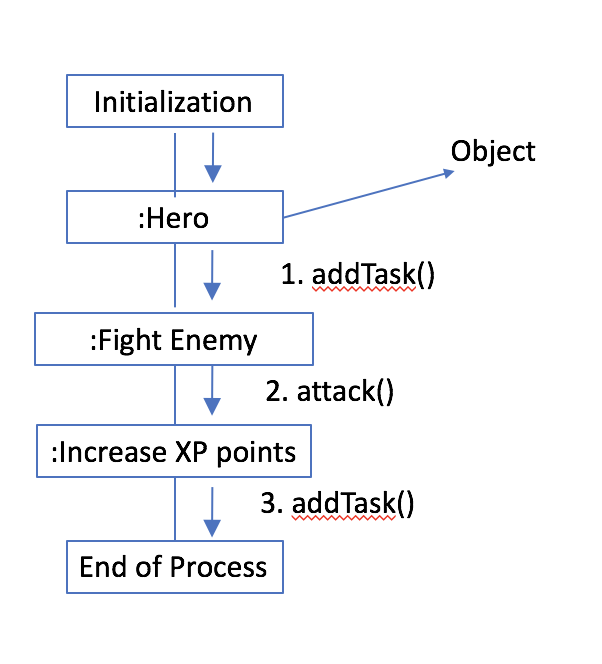 Initialization
Object
:Hero
1. addTask()
:Fight Enemy
2. attack()
:Increase XP points
3. addTask()
End of Process